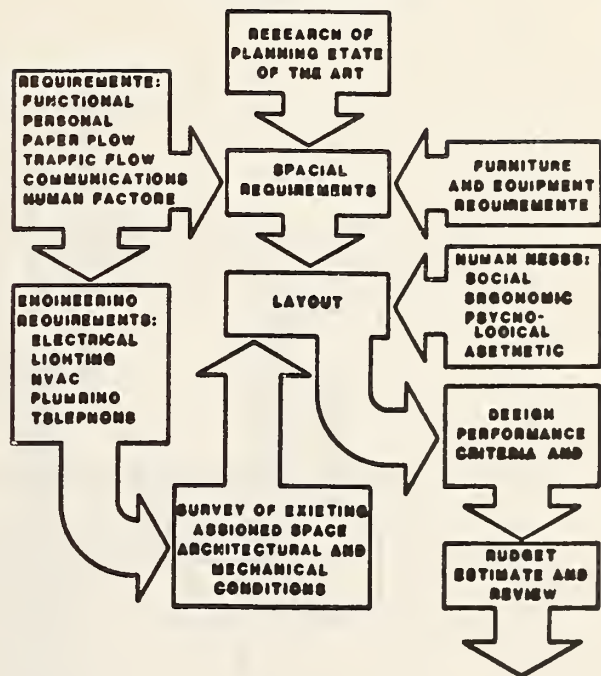 RESEARCH OF
PLANNING STATE
OF THE ART
REQUIREMENTS:
FUNCTIONAL
PERSONAL
PAPER FLOW
TRAFFIC FLOW
COMMUNICATIONS
HUMAN FACTORS
SPACIAL
REQUIREMENTS
FURNITURE
AND EQUIPMENT
REQUIREMENTS
ENGINEERING
REQUIREMENTS:
ELECTRICAL
LIGHTING
HVAC
PLUMBING
TELEPHONE
LAYOUT
HUMAN NEEDS:
SOCIAL
ERGONOMIC
PSYCHO-
LOGICAL
ASETHETIC
DESIGN
PERFORMANCE
CRITERIA AND
SURVEY OF EXISTING
ASSIGNED SPACE
ARCHITECTURAL AND
MECHANICAL
CONDITIONS
BUDGET
ESTIMATE AND
REVIEW